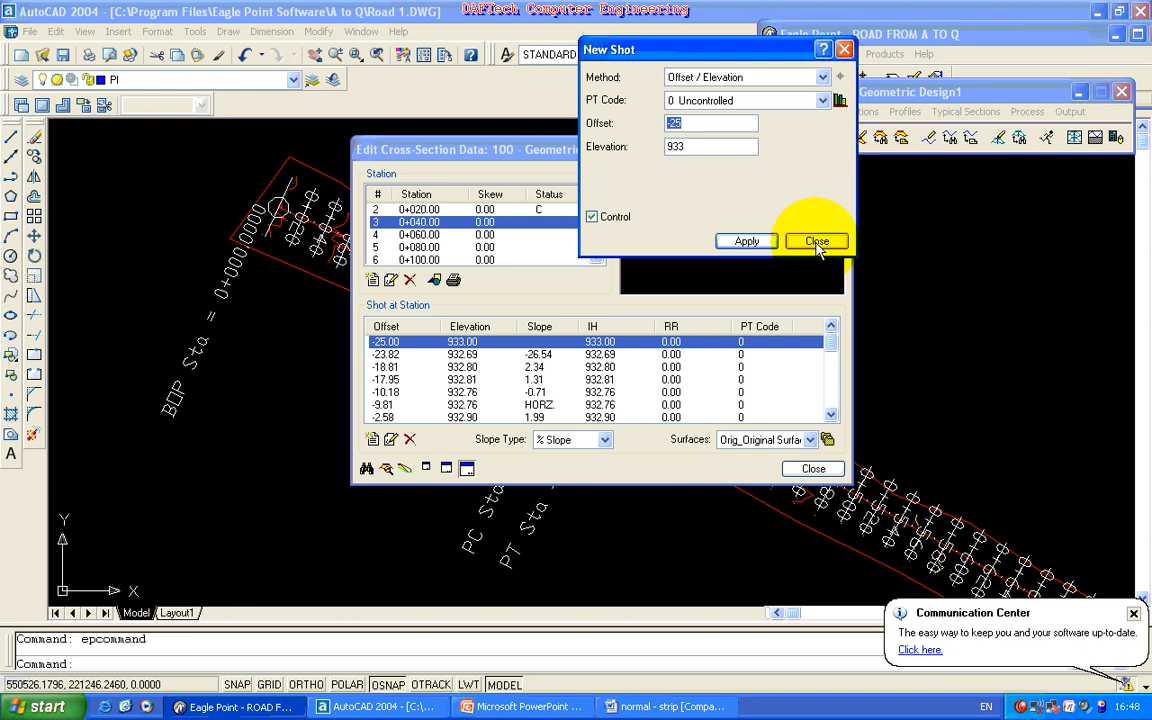 AutoCAD 2004 - [C:\Program Files\Eagle Point Software\A to Q\Road 1.DWG]
DAFTech Computer Engineering
File Edit View Insert Format Tools Draw Dimension Modify Window Help
Eagle Point - ROAD FROM A TO Q
Products Help
STANDARD
PI
Geometric Design1
Profiles Typical Sections Process Output
New Shot
Method: Offset / Elevation
PT Code: 0 Uncontrolled
Offset: -25
Elevation: 933
Control
Apply Close
Edit Cross-Section Data: 100 - Geometric
Station
# Station Skew Status
2 0+020.00 0.00 C
3 0+040.00 0.00
4 0+060.00 0.00
5 0+080.00 0.00
6 0+100.00 0.00
Shot at Station
Offset Elevation Slope IH RR PT Code
-25.00 933.00 933.00 0.00 0
-23.82 932.69 -26.54 932.69 0.00 0
-18.81 932.80 2.34 932.80 0.00 0
-17.95 932.81 1.31 932.81 0.00 0
-10.18 932.76 -0.71 932.76 0.00 0
-9.81 932.76 HORZ. 932.76 0.00 0
-2.58 932.90 1.99 932.90 0.00 0
Slope Type: % Slope Surfaces: Orig_Original Surfa
Close
BOP Sta = 0+000.0000
PC Sta
PT Sta
Y
X
Model Layout1
Command: epcommand
Command:
Communication Center
The easy way to keep you and your software up-to-date.
Click here.
550526.1796, 221246.2460, 0.0000 SNAP GRID ORTHO POLAR OSNAP OTRACK LWT MODEL
start Eagle Point - ROAD F... AutoCAD 2004 - [C:\... Microsoft PowerPoint ... normal - strip [Compa... EN 16:48